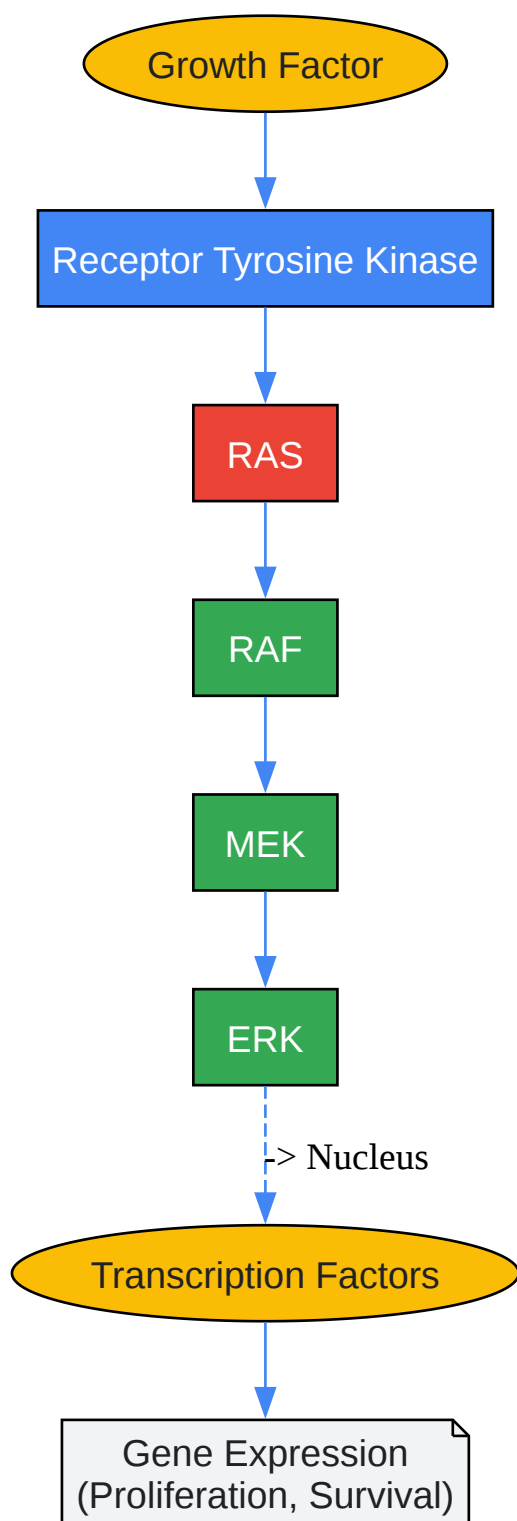 Growth Factor
Receptor Tyrosine Kinase
RAS
RAF
MEK
ERK
-> Nucleus
Transcription Factors
Gene Expression
(Proliferation, Survival)